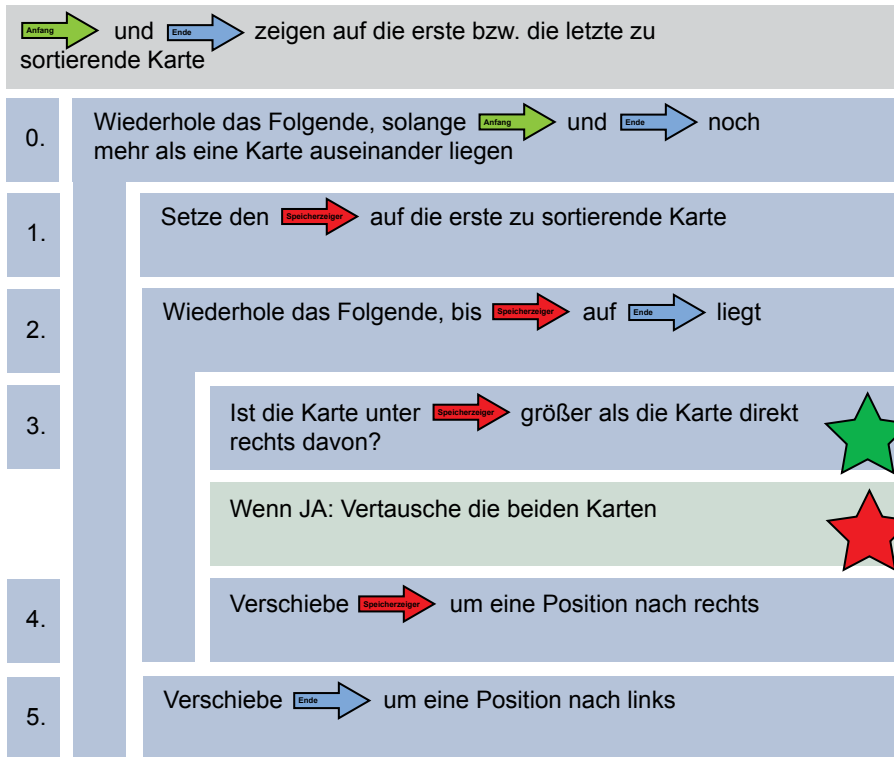 Anfang und Ende zeigen auf die erste bzw. die letzte zu
sortierende Karte
0. Wiederhole das Folgende, solange Anfang und Ende noch
mehr als eine Karte auseinander liegen
1. Setze den Speicherzeiger auf die erste zu sortierende Karte
2. Wiederhole das Folgende, bis Speicherzeiger auf Ende liegt
3. Ist die Karte unter Speicherzeiger größer als die Karte direkt
rechts davon?
Wenn JA: Vertausche die beiden Karten
4. Verschiebe Speicherzeiger um eine Position nach rechts
5. Verschiebe Ende um eine Position nach links